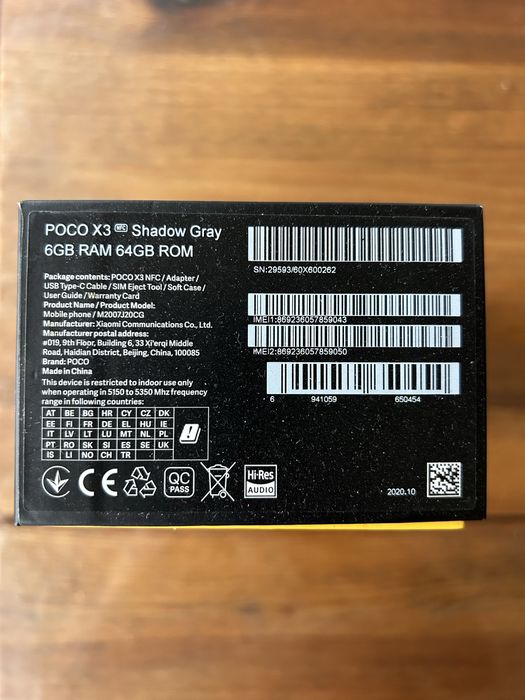 POCO X3 NFC Shadow Gray
6GB RAM 64GB ROM
Package contents: POCO X3 NFC / Adapter /
USB Type-C Cable / SIM Eject Tool / Soft Case /
User Guide / Warranty Card
Product Name / Product Model:
Mobile phone / M2007J20CG
Manufacturer: Xiaomi Communications Co., Ltd.
Manufacturer postal address:
#019, 9th Floor, Building 6, 33 Xi'erqi Middle
Road, Haidian District, Beijing, China, 100085
Brand: POCO
Made in China
This device is restricted to indoor use only
when operating in 5150 to 5350 Mhz frequency
range in following countries:
AT BE BG HR CY CZ DK
EE FI FR DE EL HU IE
IT LV LT LU MT NL PL
PT RO SK SI ES SE UK
IS LI NO CH TR
CE
QC
PASS
Hi-Res
AUDIO
SN:29593/60X600262
IMEI1:869236057859043
IMEI2:869236057859050
6 941059 650454
2020.10